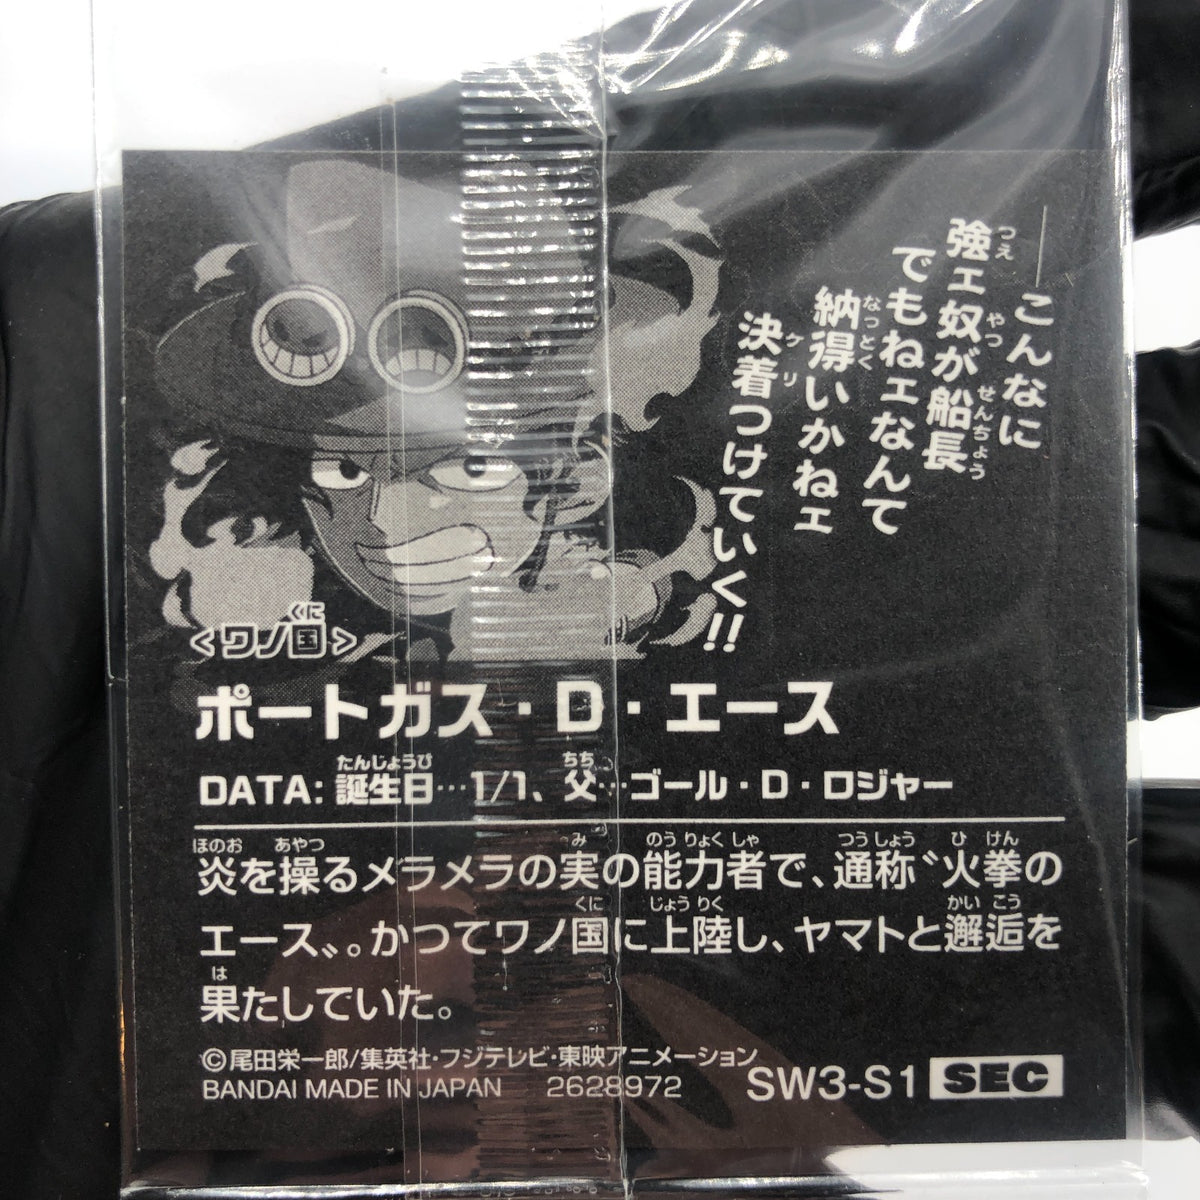 ―こんなに
強ェ奴が船長
でもねェなんて
納得いかねェ
決着つけていく!!
<ワノ国>
ポートガス・D・エース
DATA: 誕生日…1/1、父…ゴール・D・ロジャー
炎を操るメラメラの実の能力者で、通称〝火拳の
エース〟。かつてワノ国に上陸し、ヤマトと邂逅を
果たしていた。
©尾田栄一郎/集英社・フジテレビ・東映アニメーション
BANDAI MADE IN JAPAN 2628972 SW3-S1 SEC